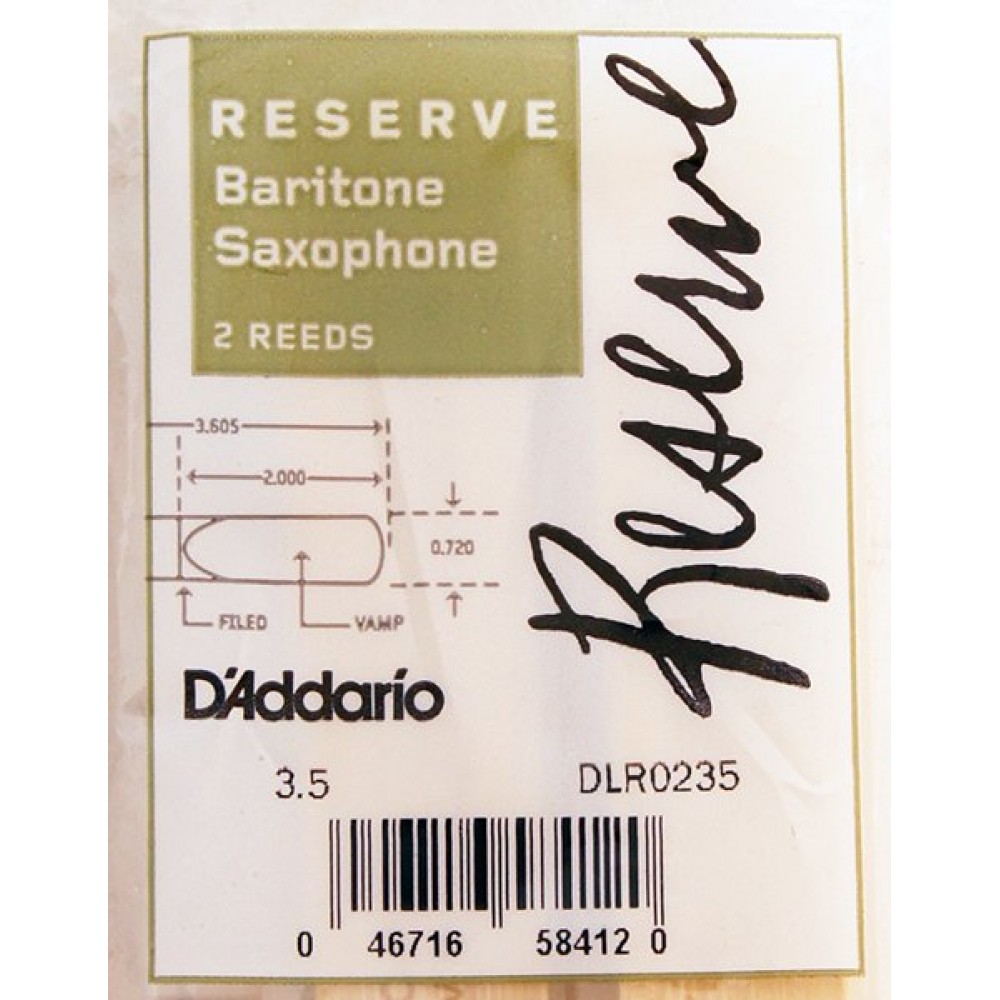 RESERVE
Baritone
Saxophone
2 REEDS
Reserve
3.605
2.000
0.720
FILED
VAMP
D'Addario
3.5
DLR0235
0 46716 58412 0